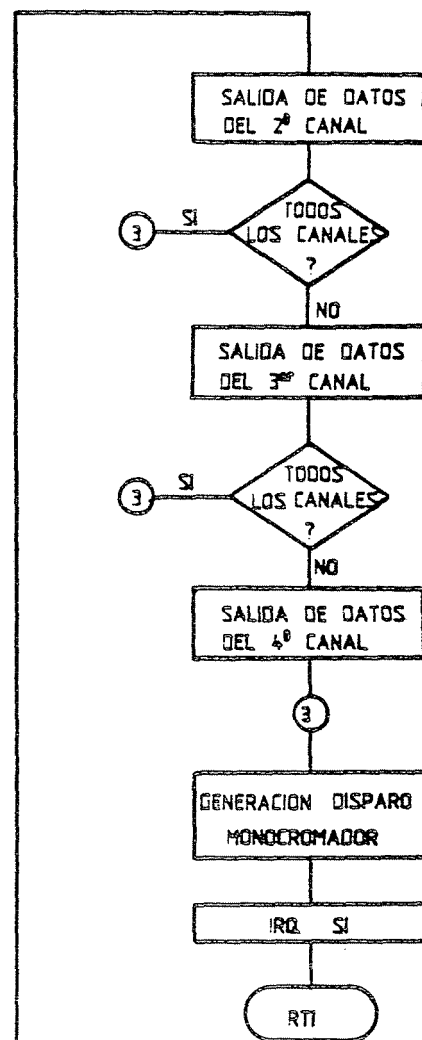 SALIDA DE DATOS
DEL 2º CANAL
TODOS
LOS CANALES
?
SI
3
NO
SALIDA DE DATOS
DEL 3er CANAL
TODOS
LOS CANALES
?
SI
3
NO
SALIDA DE DATOS
DEL 4º CANAL
3
GENERACION DISPARO
MONOCROMADOR
IRQ SI
RTI